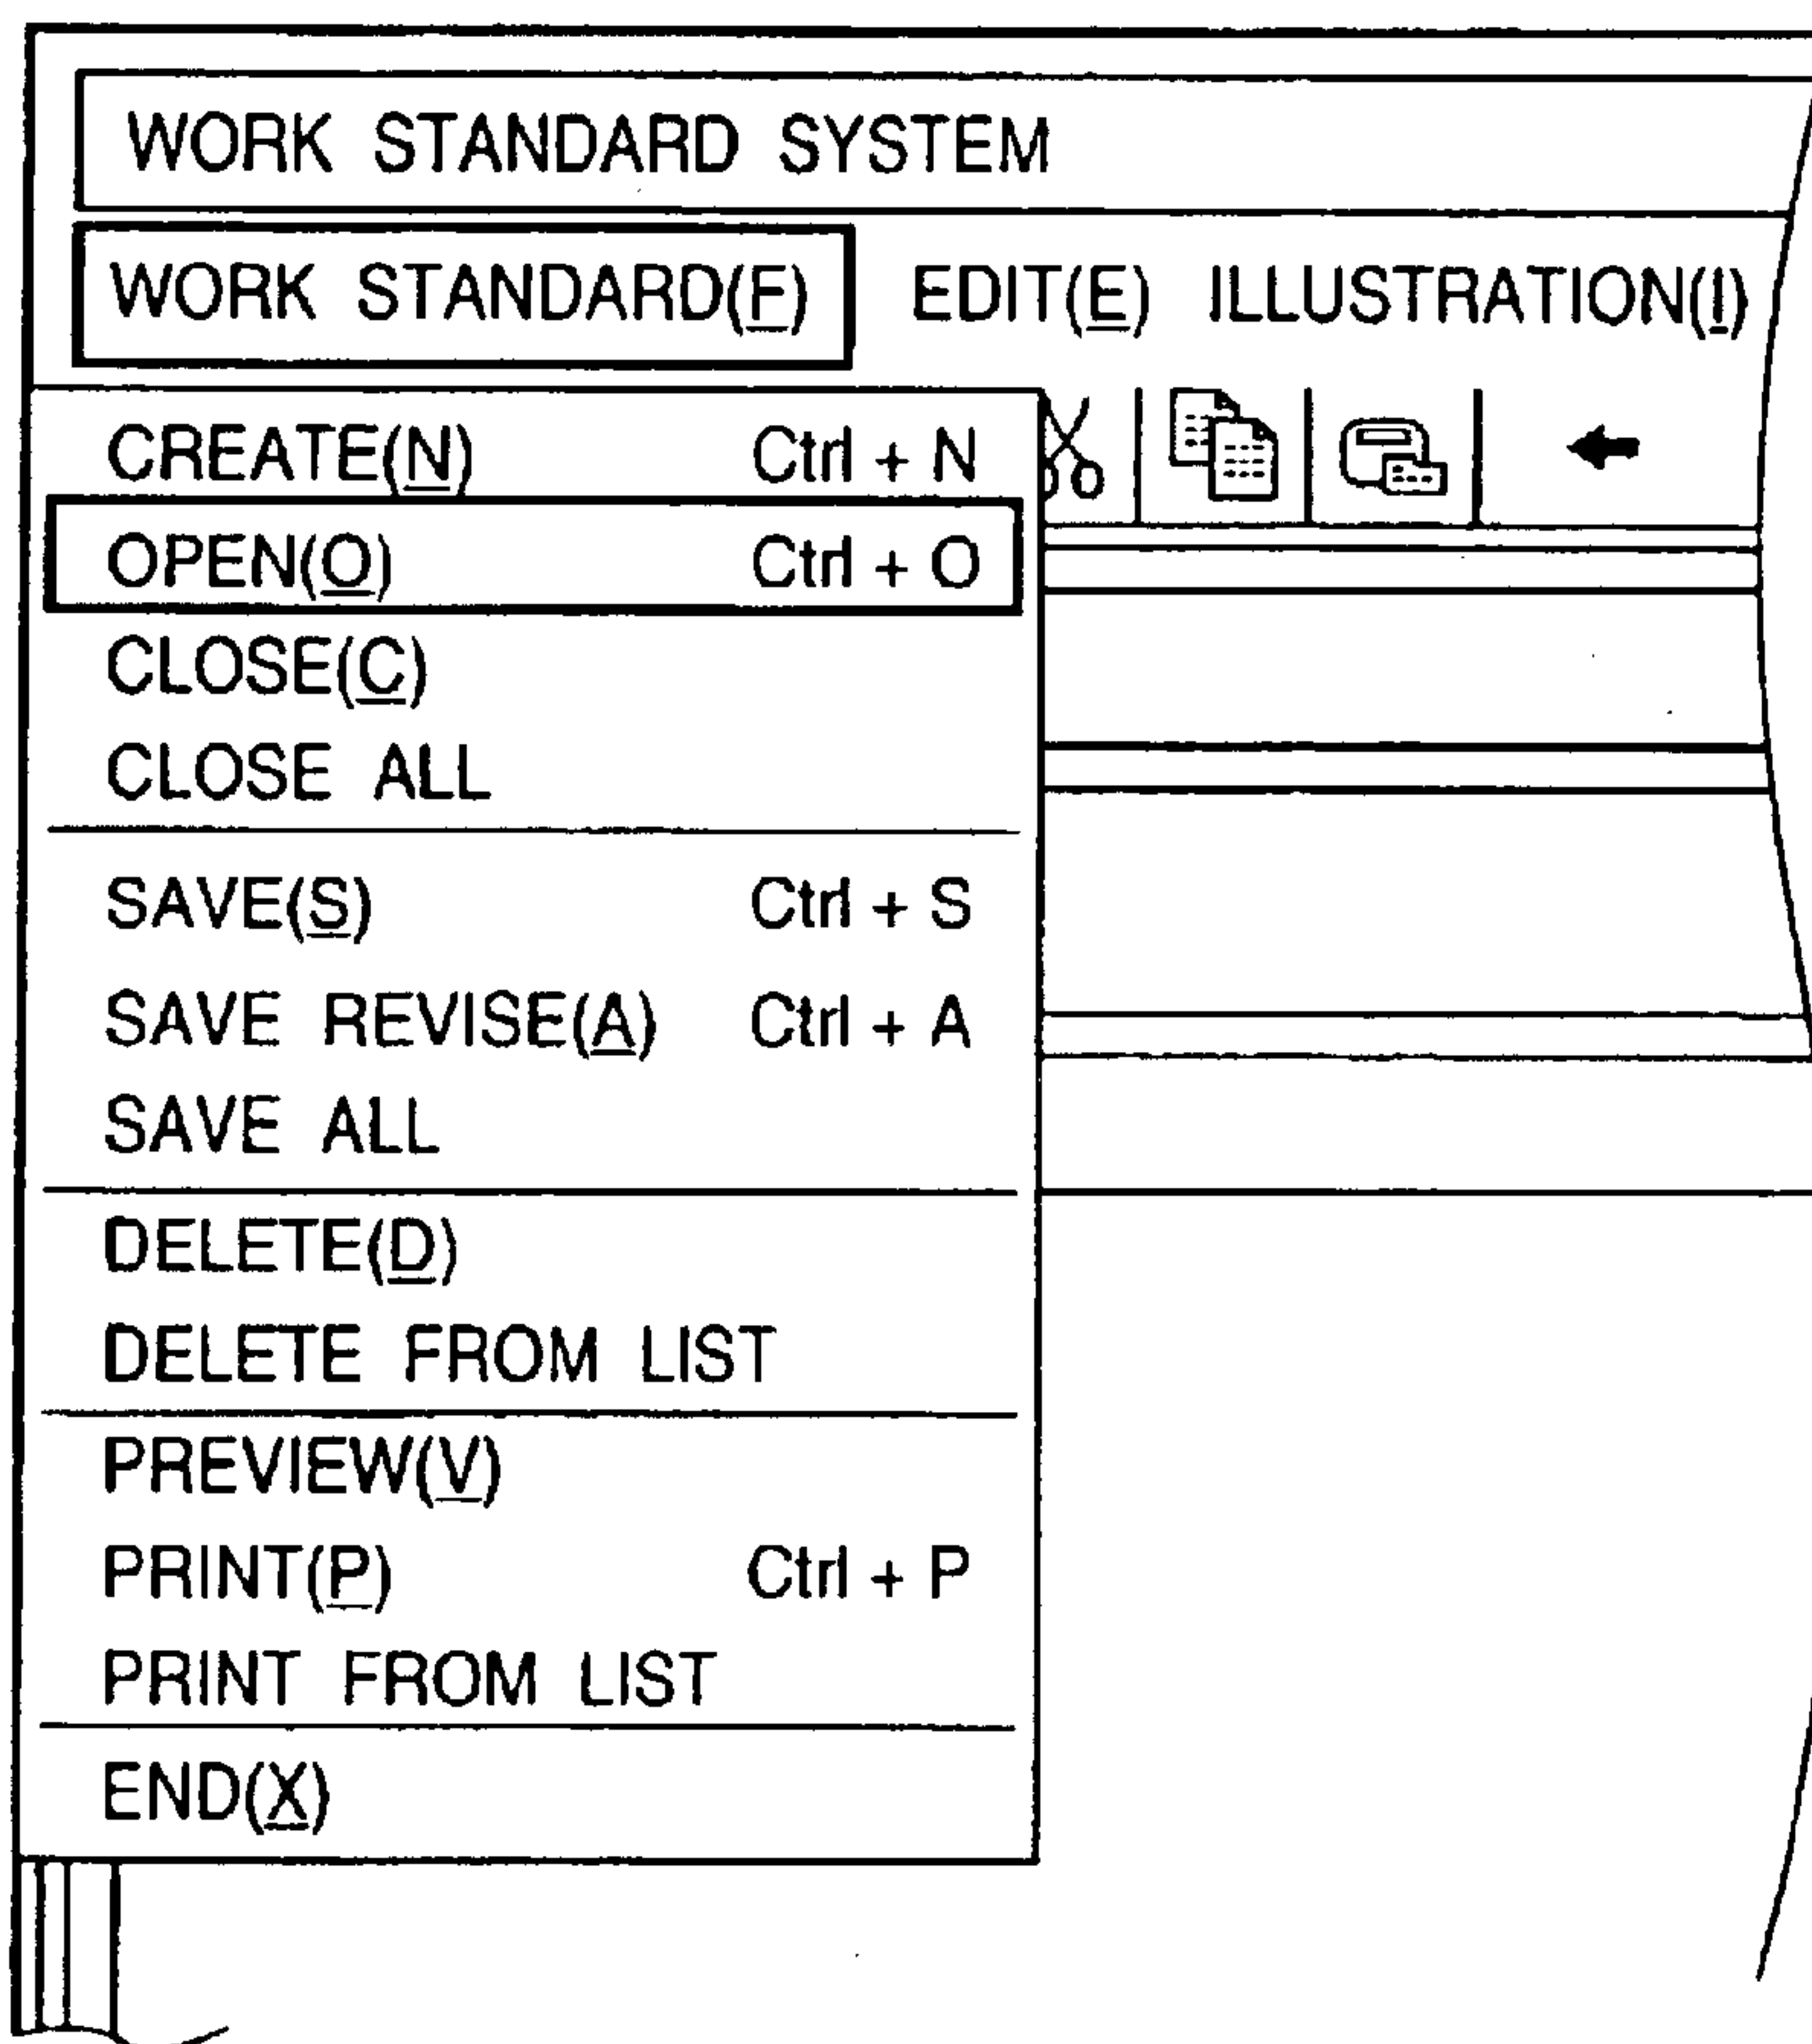 WORK STANDARD SYSTEM
WORK STANDARD(F) EDIT(E) ILLUSTRATION(I)
CREATE(N) Ctrl + N
OPEN(O) Ctrl + O
CLOSE(C)
CLOSE ALL
SAVE(S) Ctrl + S
SAVE REVISE(A) Ctrl + A
SAVE ALL
DELETE(D)
DELETE FROM LIST
PREVIEW(V)
PRINT(P) Ctrl + P
PRINT FROM LIST
END(X)